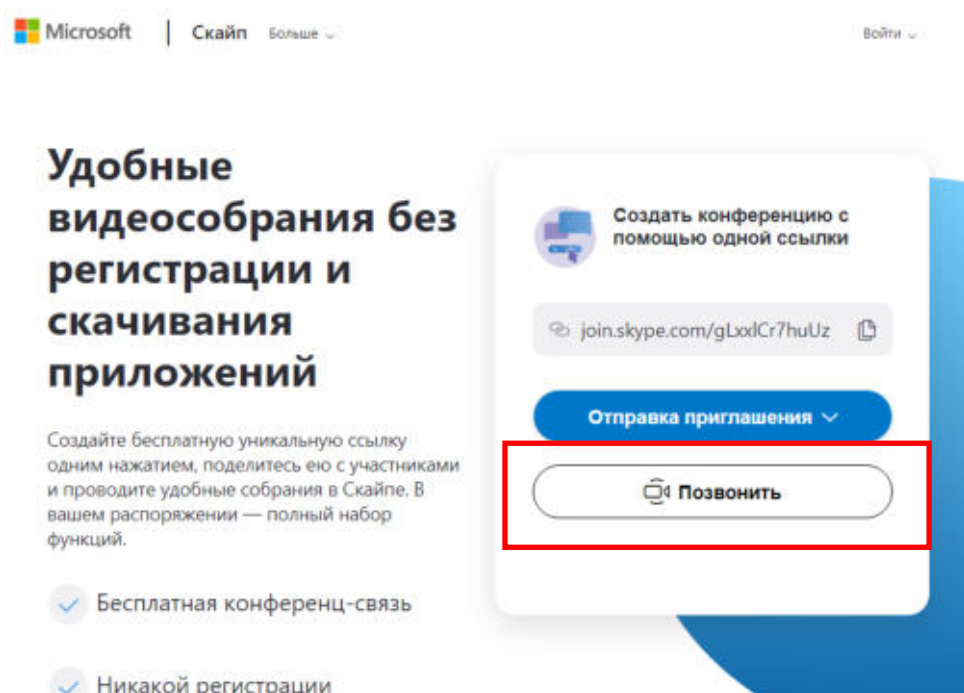 Microsoft | Скайп Больше Войти
Удобные
видеособрания без
регистрации и
скачивания
приложений
Создайте бесплатную уникальную ссылку
одним нажатием, поделитесь ею с участниками
и проводите удобные собрания в Скайпе. В
вашем распоряжении — полный набор
функций.
Бесплатная конференц-связь
Никакой регистрации
Создать конференцию с
помощью одной ссылки
join.skype.com/gLxxlCr7huUz
Отправка приглашения
Позвонить